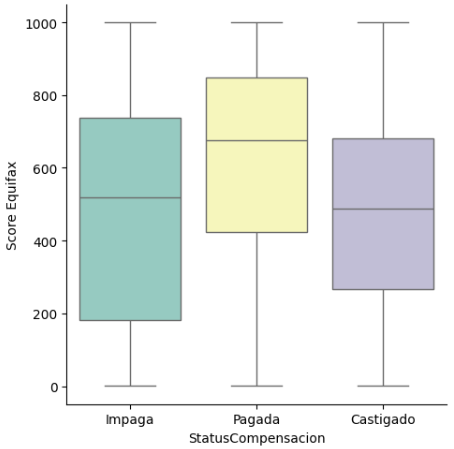 Score Equifax
1000
800
600
400
200
0
Impaga
Pagada
Castigado
StatusCompensacion